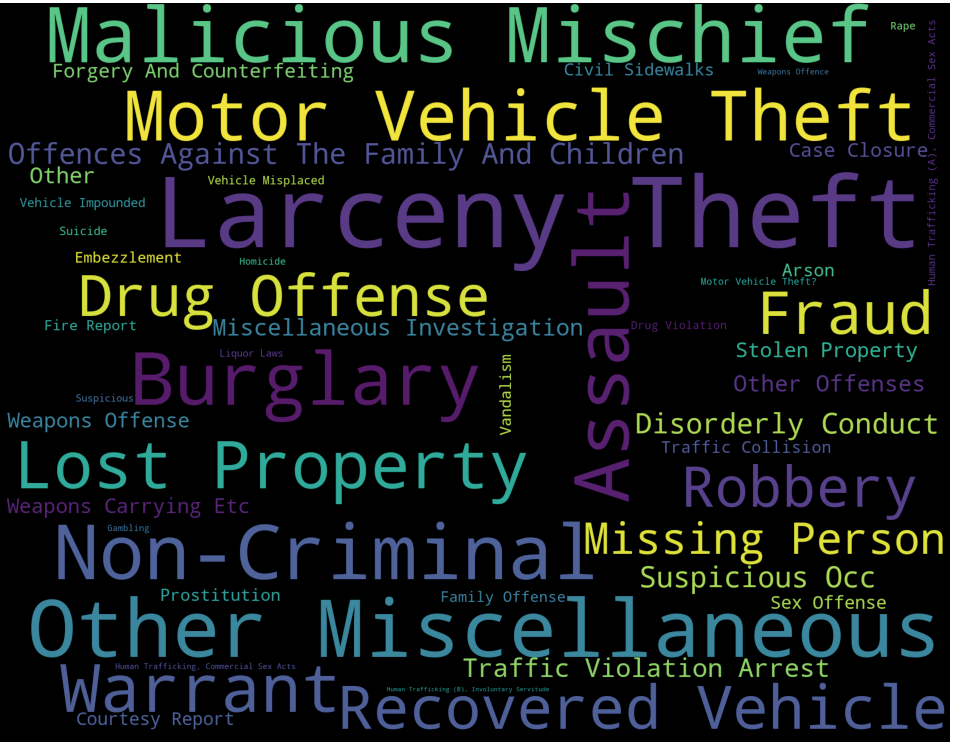 Malicious Mischief
Rape
Forgery And Counterfeiting
Civil Sidewalks
Weapons Offence
Human Trafficking (A), Commercial Sex Acts
Motor Vehicle Theft
Offences Against The Family And Children
Case Closure
Other
Vehicle Misplaced
Larceny Theft
Vehicle Impounded
Suicide
Embezzlement
Homicide
Assault
Arson
Motor Vehicle Theft?
Drug Offense
Fraud
Fire Report
Miscellaneous Investigation
Drug Violation
Stolen Property
Liquor Laws
Burglary
Vandalism
Other Offenses
Suspicious
Weapons Offense
Disorderly Conduct
Traffic Collision
Lost Property
Robbery
Weapons Carrying Etc
Gambling
Non-Criminal
Missing Person
Suspicious Occ
Prostitution
Family Offense
Sex Offense
Other Miscellaneous
Human Trafficking, Commercial Sex Acts
Traffic Violation Arrest
Warrant
Human Trafficking (B), Involuntary Servitude
Recovered Vehicle
Courtesy Report